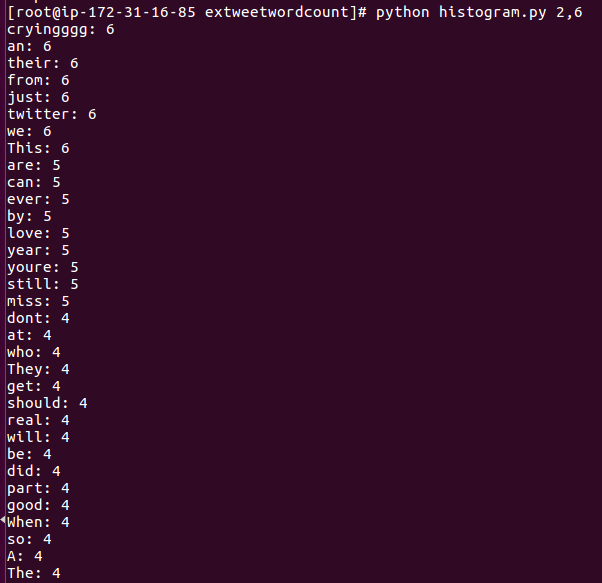 [root@ip-172-31-16-85 extweetwordcount]# python histogram.py 2,6
cryingggg: 6
an: 6
their: 6
from: 6
just: 6
twitter: 6
we: 6
This: 6
are: 5
can: 5
ever: 5
by: 5
love: 5
year: 5
youre: 5
still: 5
miss: 5
dont: 4
at: 4
who: 4
They: 4
get: 4
should: 4
real: 4
will: 4
be: 4
did: 4
part: 4
good: 4
When: 4
so: 4
A: 4
The: 4